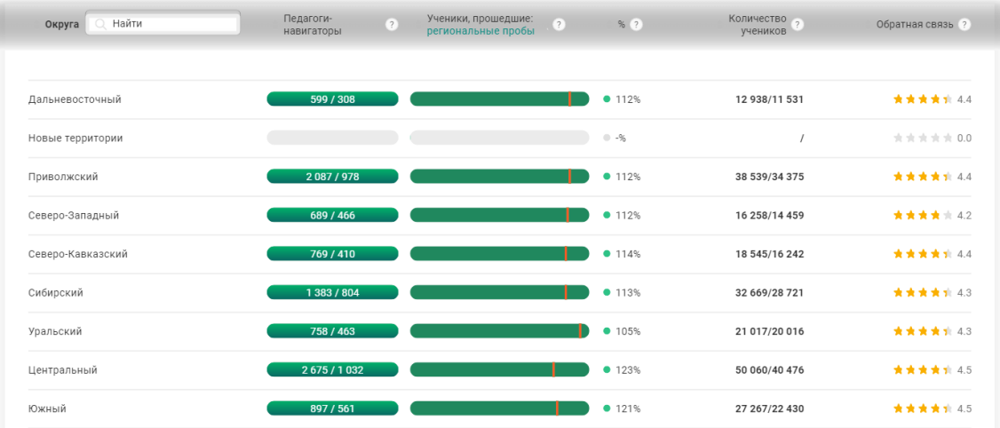 Округа Найти Педагоги-навигаторы ? Ученики, прошедшие: региональные пробы ? % ? Количество учеников ? Обратная связь ?
Дальневосточный 599 / 308 112% 12 938/11 531 4.4
Новые территории -% / 0.0
Приволжский 2 087 / 978 112% 38 539/34 375 4.4
Северо-Западный 689 / 466 112% 16 258/14 459 4.2
Северо-Кавказский 769 / 410 114% 18 545/16 242 4.4
Сибирский 1 383 / 804 113% 32 669/28 721 4.3
Уральский 758 / 463 105% 21 017/20 016 4.3
Центральный 2 675 / 1 032 123% 50 060/40 476 4.5
Южный 897 / 561 121% 27 267/22 430 4.5